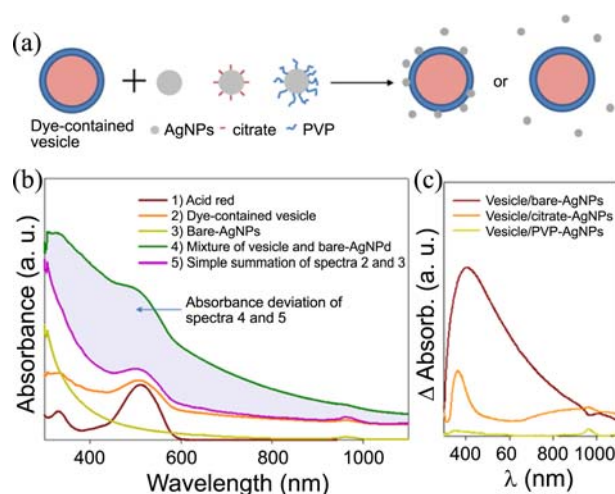 (a)
+
or
Dye-contained
vesicle
AgNPs citrate PVP
(b)
1) Acid red
2) Dye-contained vesicle
3) Bare-AgNPs
4) Mixture of vesicle and bare-AgNPd
5) Simple summation of spectra 2 and 3
Absorbance deviation of
spectra 4 and 5
Absorbance (a. u.)
400 600 800 1000
Wavelength (nm)
(c)
Vesicle/bare-AgNPs
Vesicle/citrate-AgNPs
Vesicle/PVP-AgNPs
Δ Absorb. (a. u.)
400 600 800 1000
λ (nm)